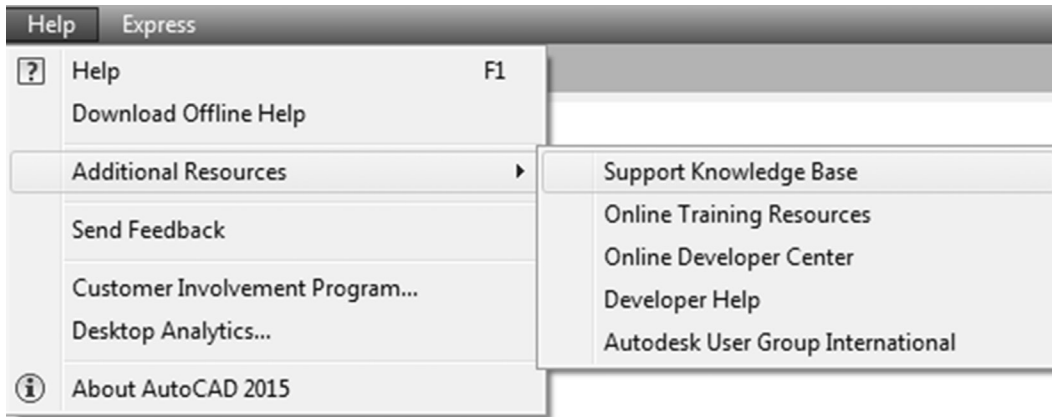 Help Express
Help F1
Download Offline Help
Additional Resources
Send Feedback
Customer Involvement Program...
Desktop Analytics...
About AutoCAD 2015
Support Knowledge Base
Online Training Resources
Online Developer Center
Developer Help
Autodesk User Group International